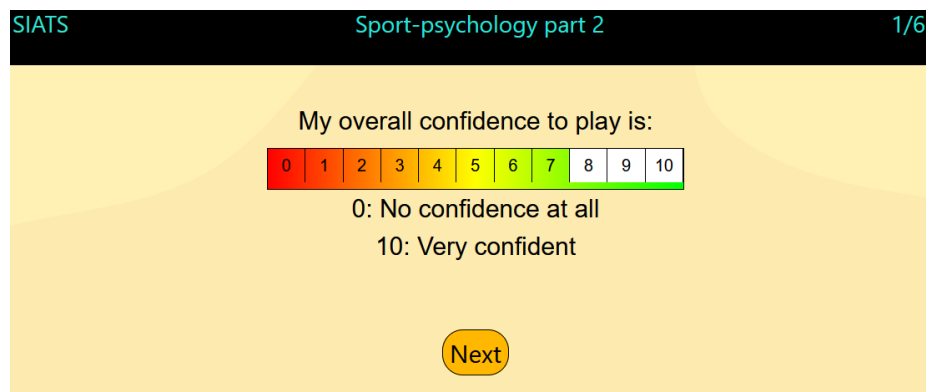 SIATS Sport-psychology part 2 1/6
My overall confidence to play is:
0 1 2 3 4 5 6 7 8 9 10
0: No confidence at all
10: Very confident
Next